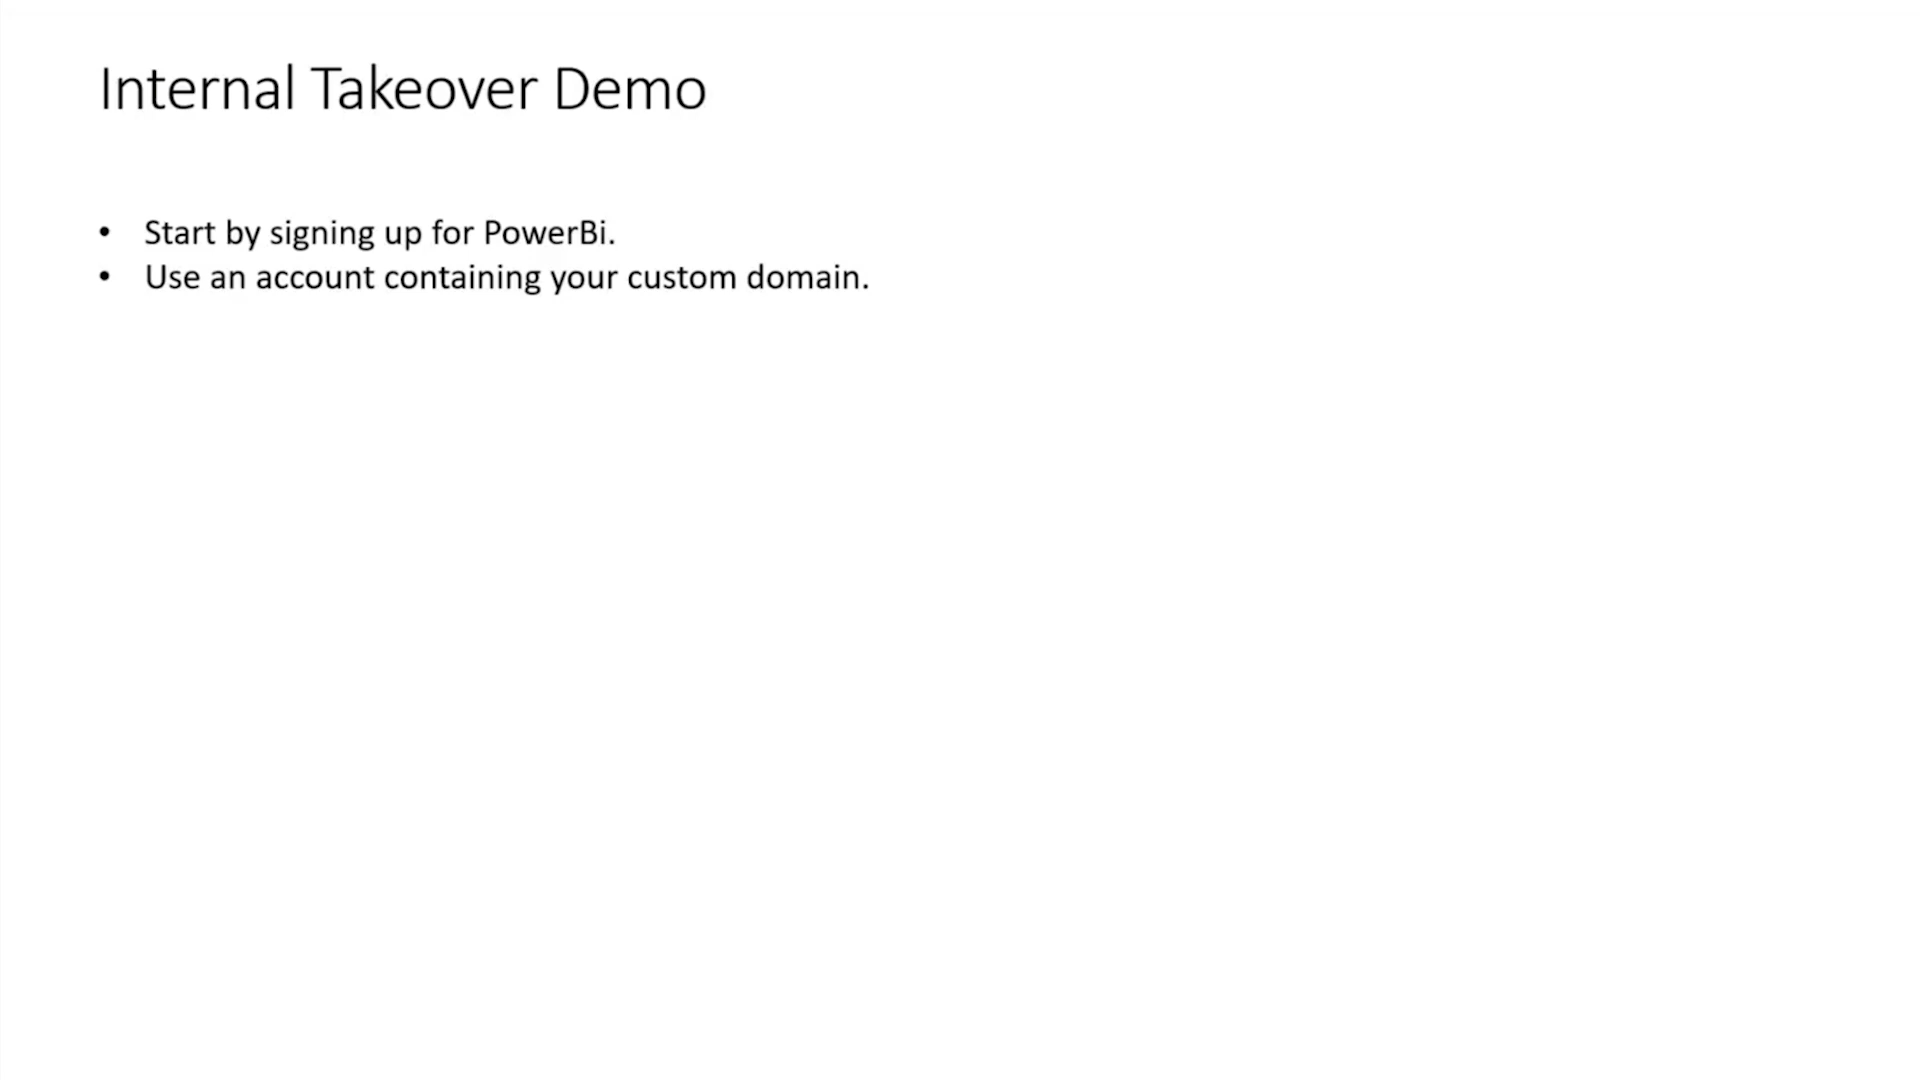 Internal Takeover Demo
• Start by signing up for PowerBi.
• Use an account containing your custom domain.